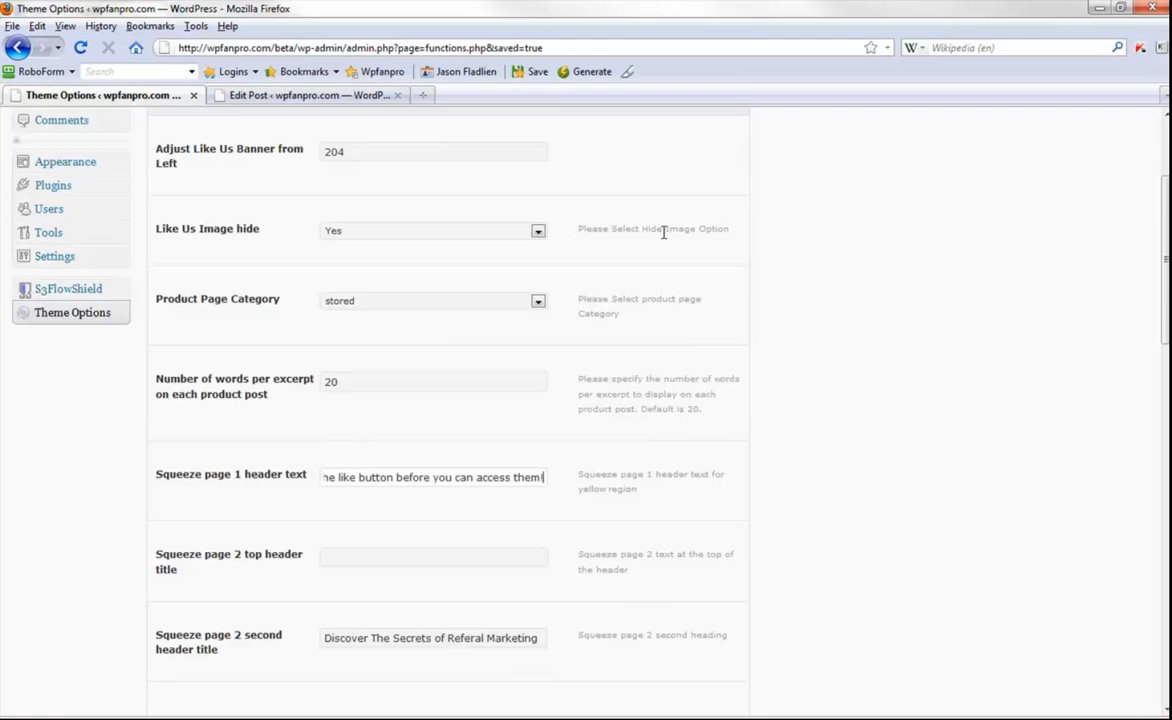 Theme Options ‹ wpfanpro.com — WordPress - Mozilla Firefox
File Edit View History Bookmarks Tools Help
http://wpfanpro.com/beta/wp-admin/admin.php?page=functions.php&saved=true
W Wikipedia (en)
RoboForm Search Logins Bookmarks Wpfanpro Jason Fladlien Save Generate
Theme Options ‹ wpfanpro.com ... Edit Post ‹ wpfanpro.com — WordP...
Comments
Appearance
Plugins
Users
Tools
Settings
S3FlowShield
Theme Options
Adjust Like Us Banner from
Left
204
Like Us Image hide
Yes
Please Select Hide Image Option
Product Page Category
stored
Please Select product page
Category
Number of words per excerpt
on each product post
20
Please specify the number of words
per excerpt to display on each
product post. Default is 20.
Squeeze page 1 header text
he like button before you can access them!
Squeeze page 1 header text for
yellow region
Squeeze page 2 top header
title
Squeeze page 2 text at the top of
the header
Squeeze page 2 second
header title
Discover The Secrets of Referal Marketing
Squeeze page 2 second heading